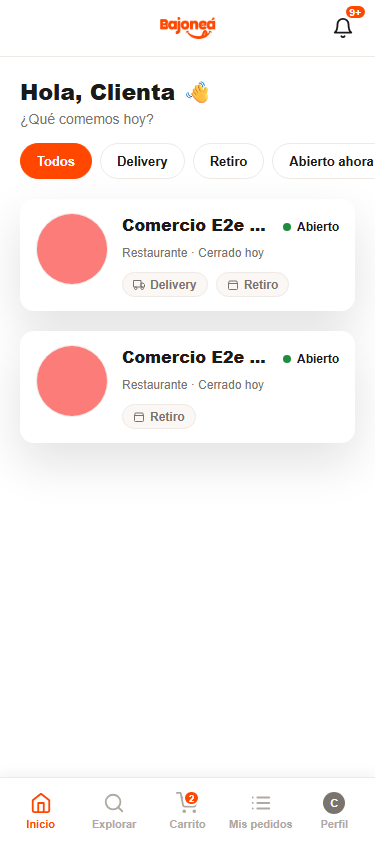 Bajoneá
9+
Hola, Clienta 👋
¿Qué comemos hoy?
Todos Delivery Retiro Abierto ahora
Comercio E2e ... Abierto
Restaurante · Cerrado hoy
Delivery Retiro
Comercio E2e ... Abierto
Restaurante · Cerrado hoy
Retiro
2
C
Inicio Explorar Carrito Mis pedidos Perfil